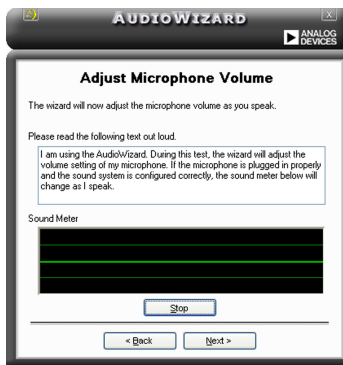 AUDIOWIZARD
X
ANALOG
DEVICES
Adjust Microphone Volume
The wizard will now adjust the microphone volume as you speak.
Please read the following text out loud.
I am using the AudioWizard. During this test, the wizard will adjust the
volume setting of my microphone. If the microphone is plugged in properly
and the sound system is configured correctly, the sound meter below will
change as I speak.
Sound Meter
Stop
< Back Next >